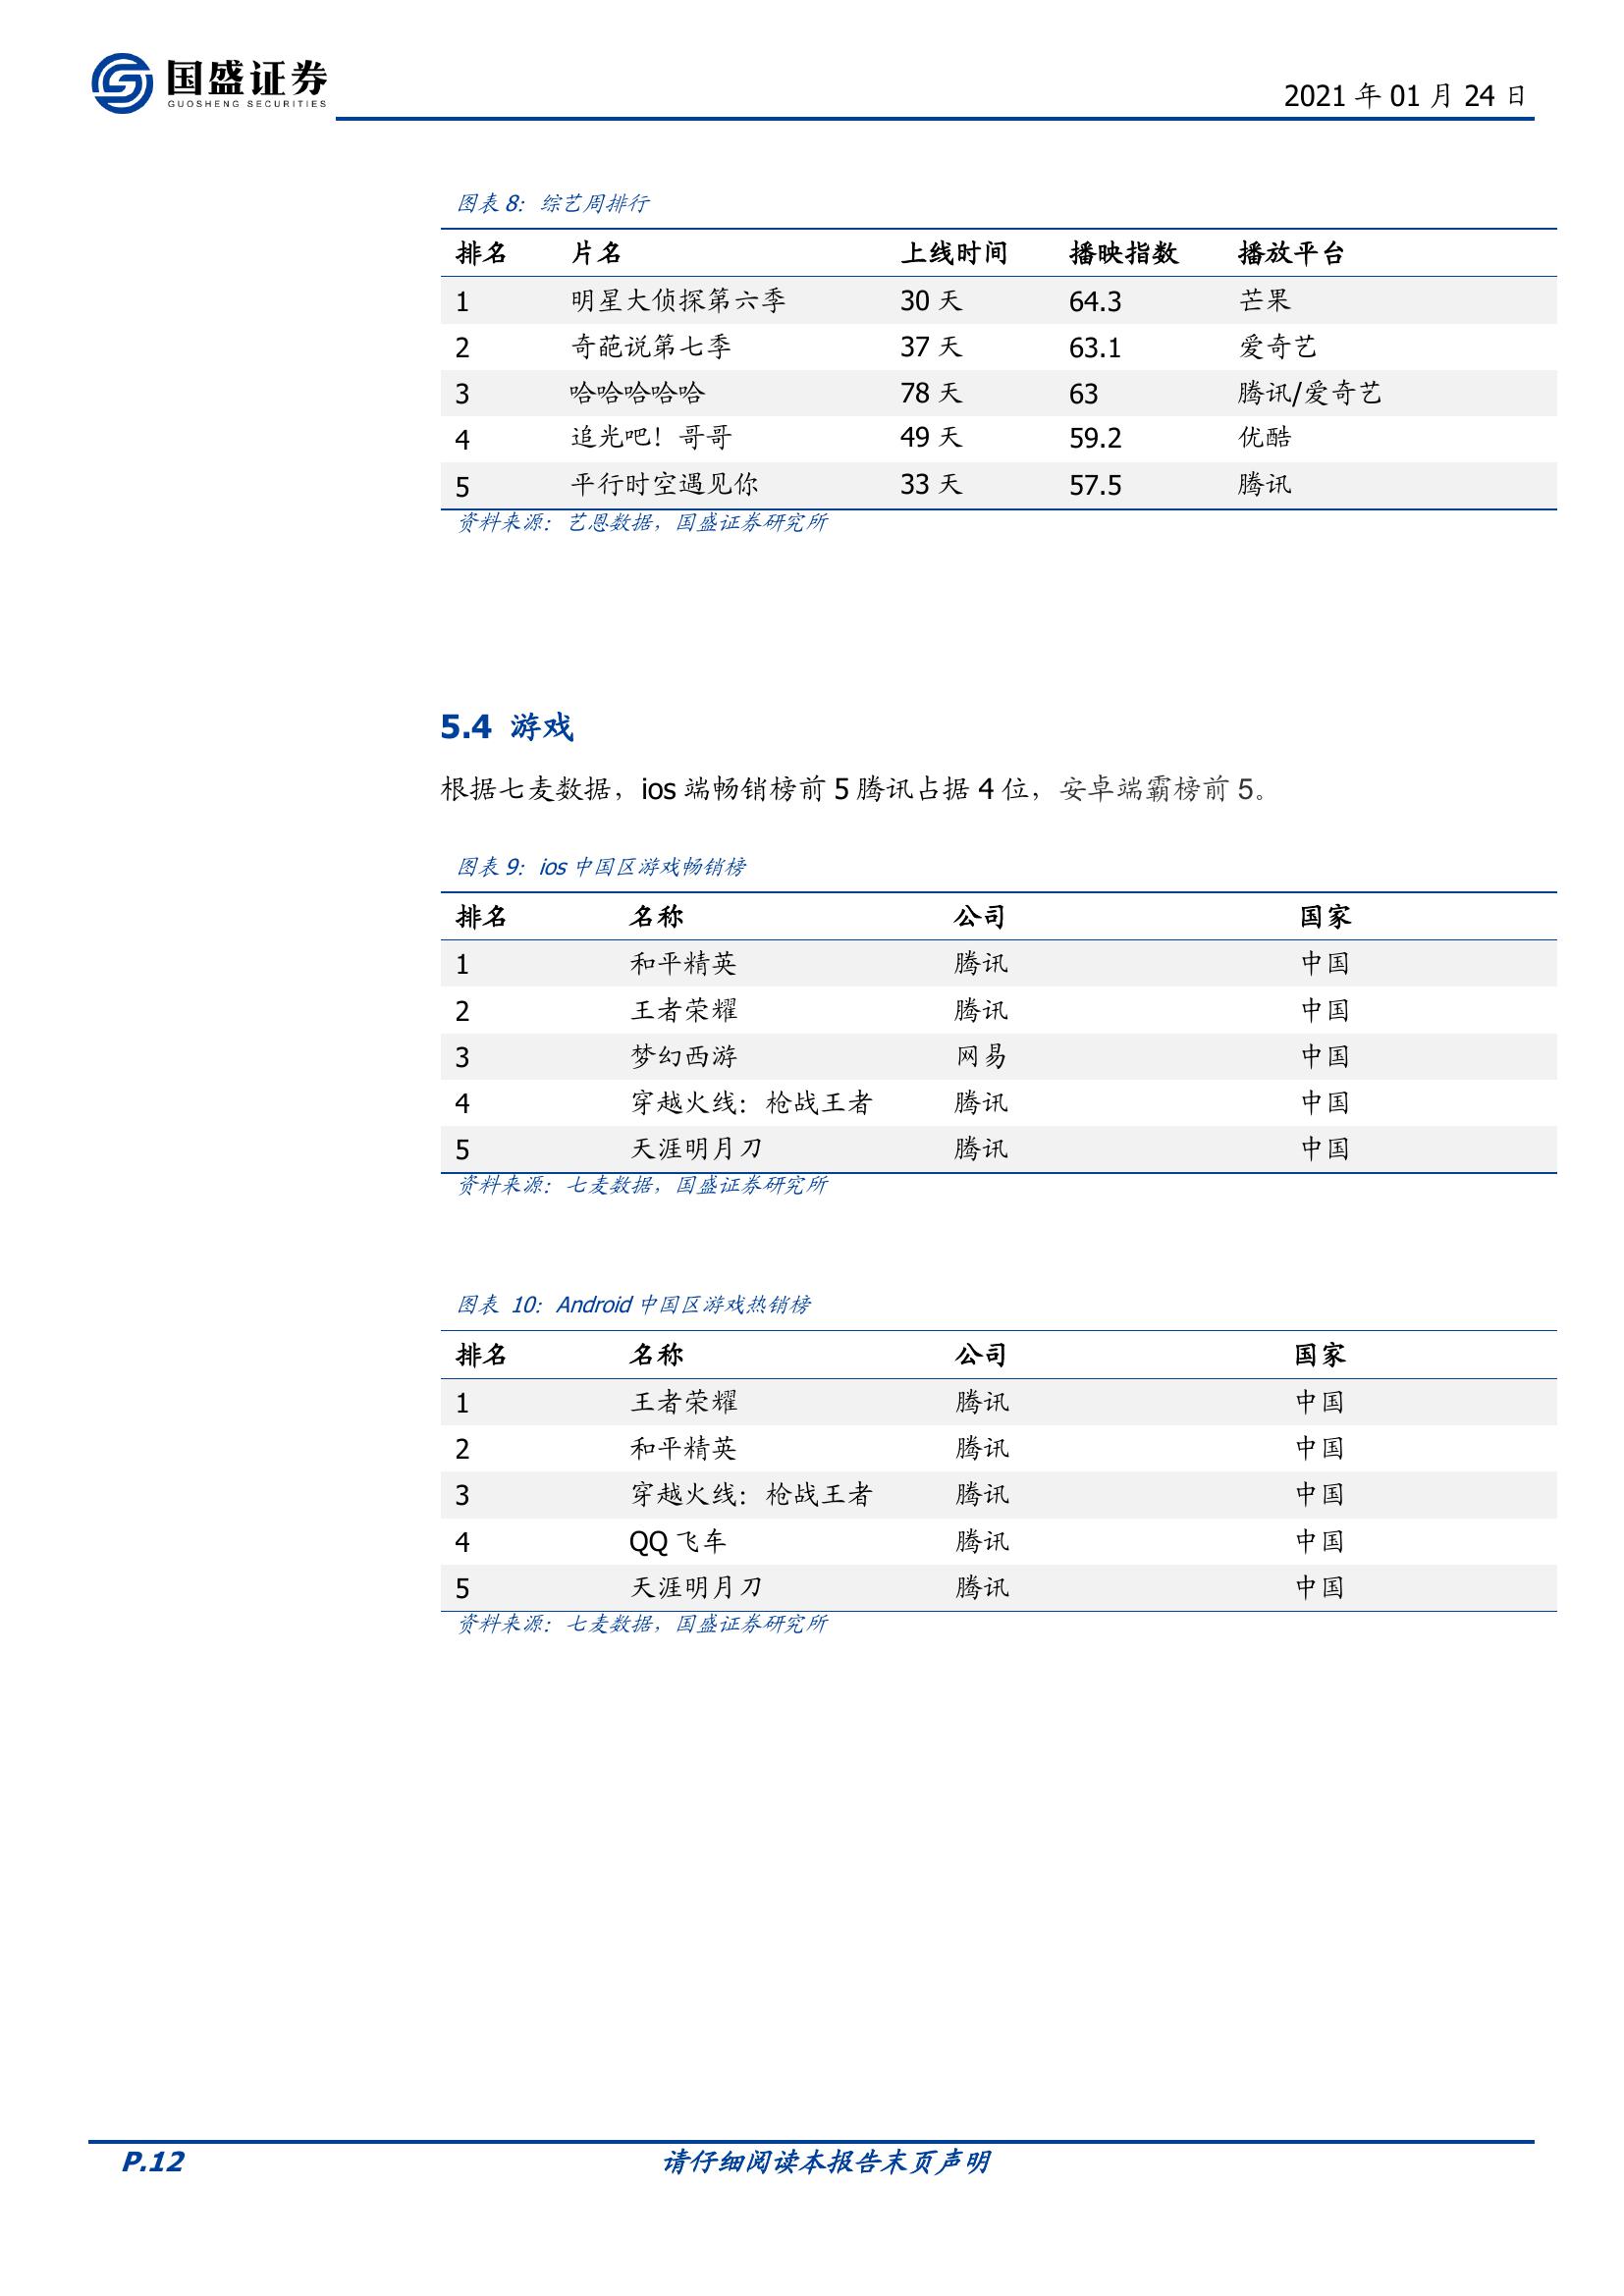 国盛证券
GUOSHENG SECURITIES
2021 年 01 月 24 日
图表 8：综艺周排行
排名 片名 上线时间 播映指数 播放平台
1 明星大侦探第六季 30 天 64.3 芒果
2 奇葩说第七季 37 天 63.1 爱奇艺
3 哈哈哈哈哈 78 天 63 腾讯/爱奇艺
4 追光吧！哥哥 49 天 59.2 优酷
5 平行时空遇见你 33 天 57.5 腾讯
资料来源：艺恩数据，国盛证券研究所
5.4 游戏
根据七麦数据，ios 端畅销榜前 5 腾讯占据 4 位，安卓端霸榜前 5。
图表 9：ios 中国区游戏畅销榜
排名 名称 公司 国家
1 和平精英 腾讯 中国
2 王者荣耀 腾讯 中国
3 梦幻西游 网易 中国
4 穿越火线：枪战王者 腾讯 中国
5 天涯明月刀 腾讯 中国
资料来源：七麦数据，国盛证券研究所
图表 10：Android 中国区游戏热销榜
排名 名称 公司 国家
1 王者荣耀 腾讯 中国
2 和平精英 腾讯 中国
3 穿越火线：枪战王者 腾讯 中国
4 QQ 飞车 腾讯 中国
5 天涯明月刀 腾讯 中国
资料来源：七麦数据，国盛证券研究所
P.12 请仔细阅读本报告末页声明